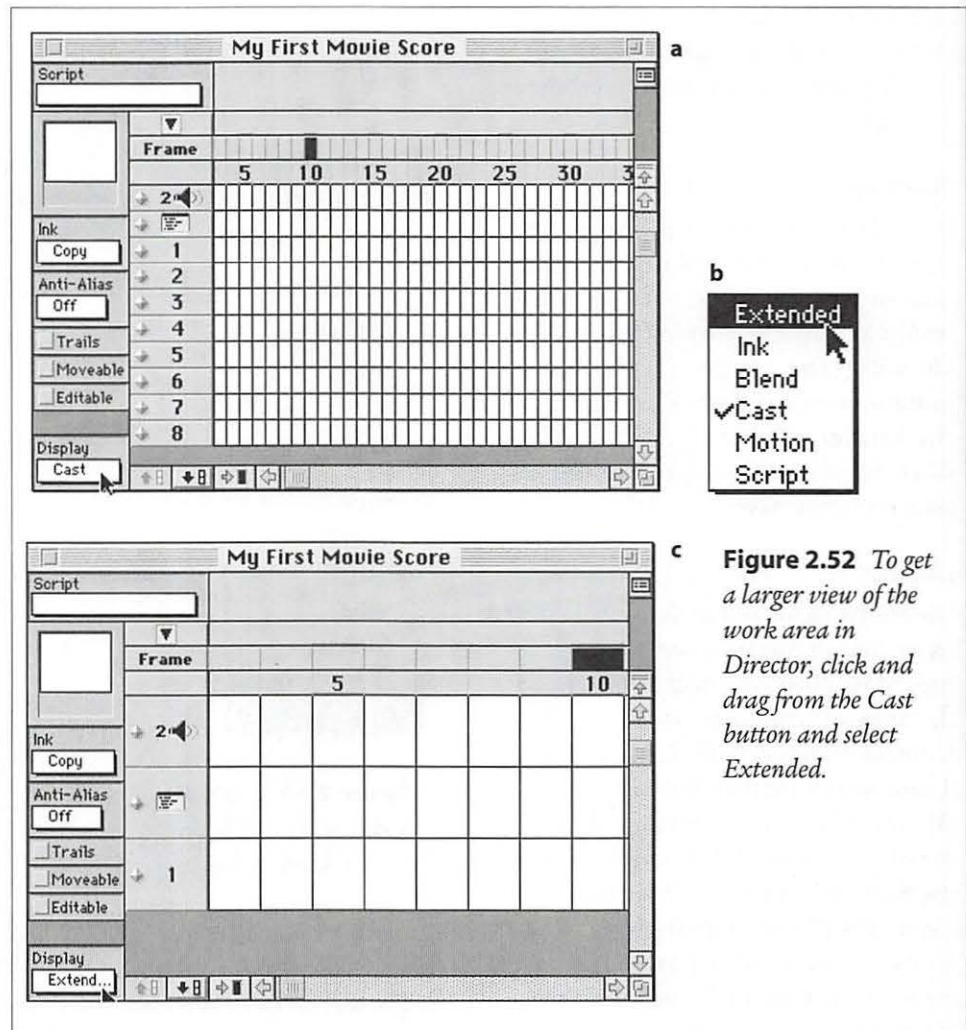 My First Movie Score
a
Script
Frame
5 10 15 20 25 30 3
2
Ink
Copy
1
Anti-Alias
2
Off
3
Trails
4
Moveable
5
Editable
6
7
8
Display
Cast
b
Extended
Ink
Blend
Cast
Motion
Script
My First Movie Score
c
Script
Frame
5 10
2
Ink
Copy
Anti-Alias
Off
Trails
Moveable
1
Editable
Display
Extend...
Figure 2.52 To get
a larger view of the
work area in
Director, click and
drag from the Cast
button and select
Extended.